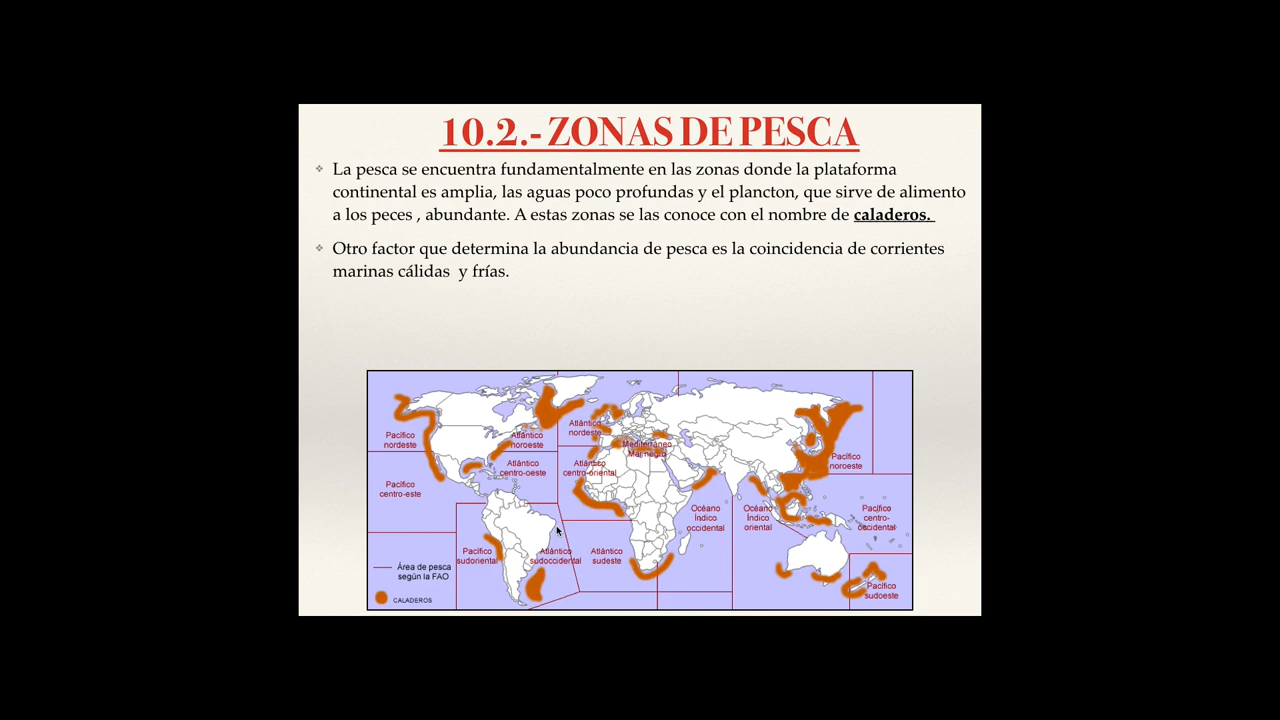 10.2.- ZONAS DE PESCA
La pesca se encuentra fundamentalmente en las zonas donde la plataforma
continental es amplia, las aguas poco profundas y el plancton, que sirve de alimento
a los peces , abundante. A estas zonas se las conoce con el nombre de caladeros.
Otro factor que determina la abundancia de pesca es la coincidencia de corrientes
marinas cálidas y frías.
Pacífico
nordeste
Atlántico
noroeste
Atlántico
nordeste
Mediterráneo
Mar negro
Pacífico
noroeste
Pacífico
centro-este
Atlántico
centro-oeste
Atlántico
centro-oriental
Océano
Índico
occidental
Océano
Índico
oriental
Pacífico
centro-
occidental
Pacífico
sudoriental
Atlántico
sudoccidental
Atlántico
sudeste
Pacífico
sudoeste
Área de pesca
según la FAO
CALADEROS